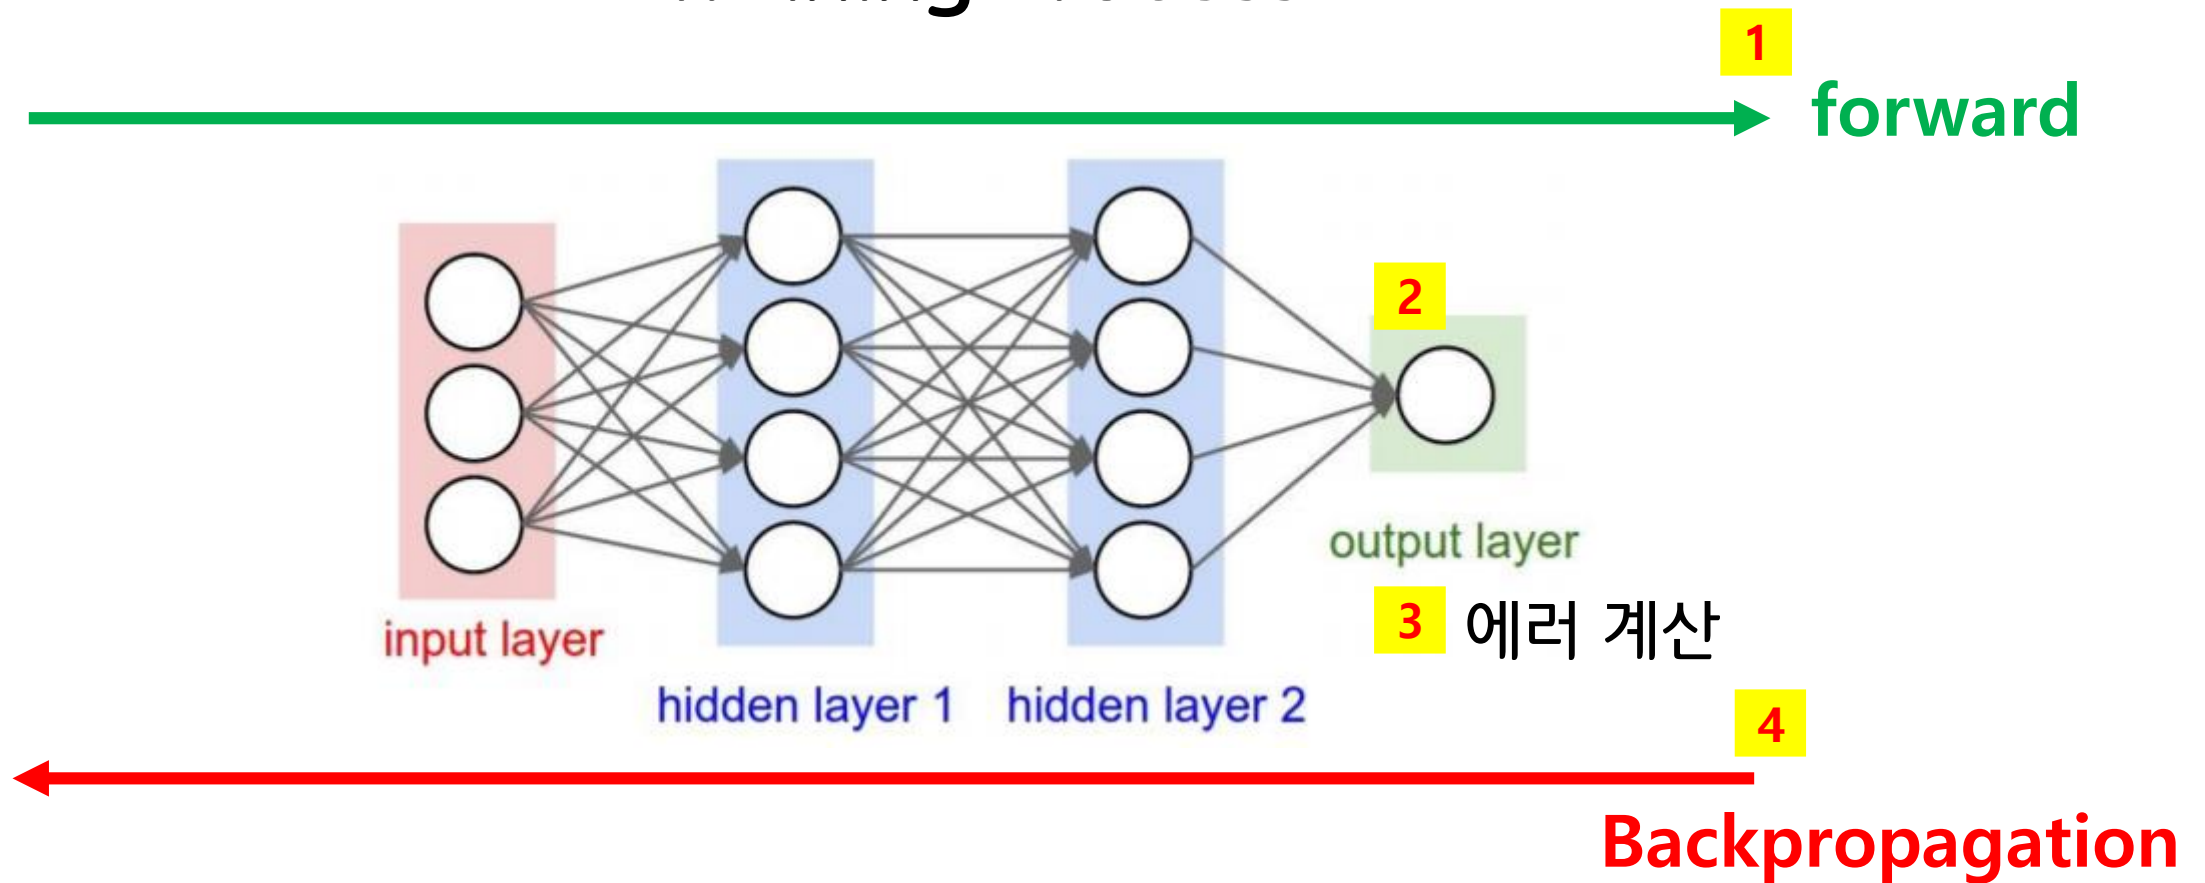 1
forward
2
output layer
3 에러 계산
input layer
hidden layer 1 hidden layer 2
4
Backpropagation